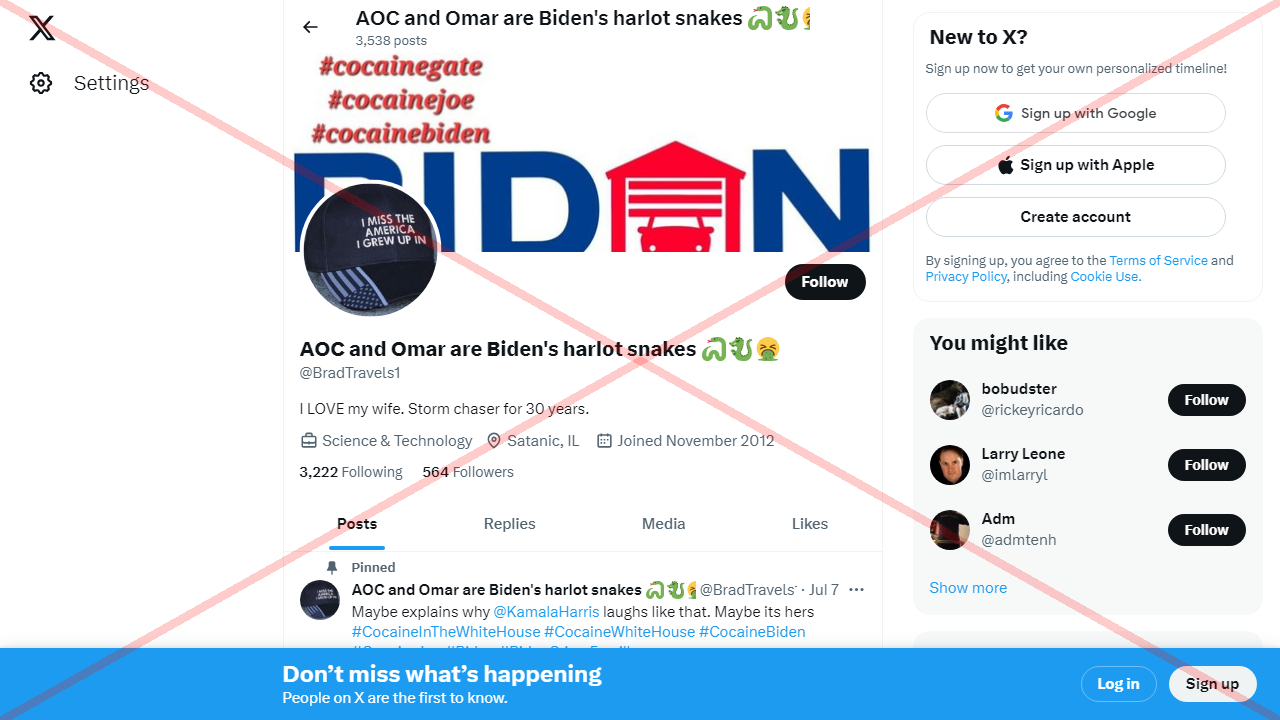 AOC and Omar are Biden's harlot snakes
3,538 posts
Settings
#cocainegate
#cocainejoe
#cocainebiden
BIDEN
I MISS THE
AMERICA
I GREW UP IN
Follow
AOC and Omar are Biden's harlot snakes 🐍🐉🤮
@BradTravels1
I LOVE my wife. Storm chaser for 30 years.
Science & Technology Satanic, IL Joined November 2012
3,222 Following 564 Followers
Posts Replies Media Likes
Pinned
AOC and Omar are Biden's harlot snakes @BradTravels · Jul 7 ···
Maybe explains why @KamalaHarris laughs like that. Maybe its hers
#CocaineInTheWhiteHouse #CocaineWhiteHouse #CocaineBiden
New to X?
Sign up now to get your own personalized timeline!
Sign up with Google
Sign up with Apple
Create account
By signing up, you agree to the Terms of Service and
Privacy Policy, including Cookie Use.
You might like
bobudster
@rickeyricardo
Follow
Larry Leone
@imlarryl
Follow
Adm
@admtenh
Follow
Show more
Don’t miss what’s happening
People on X are the first to know.
Log in
Sign up